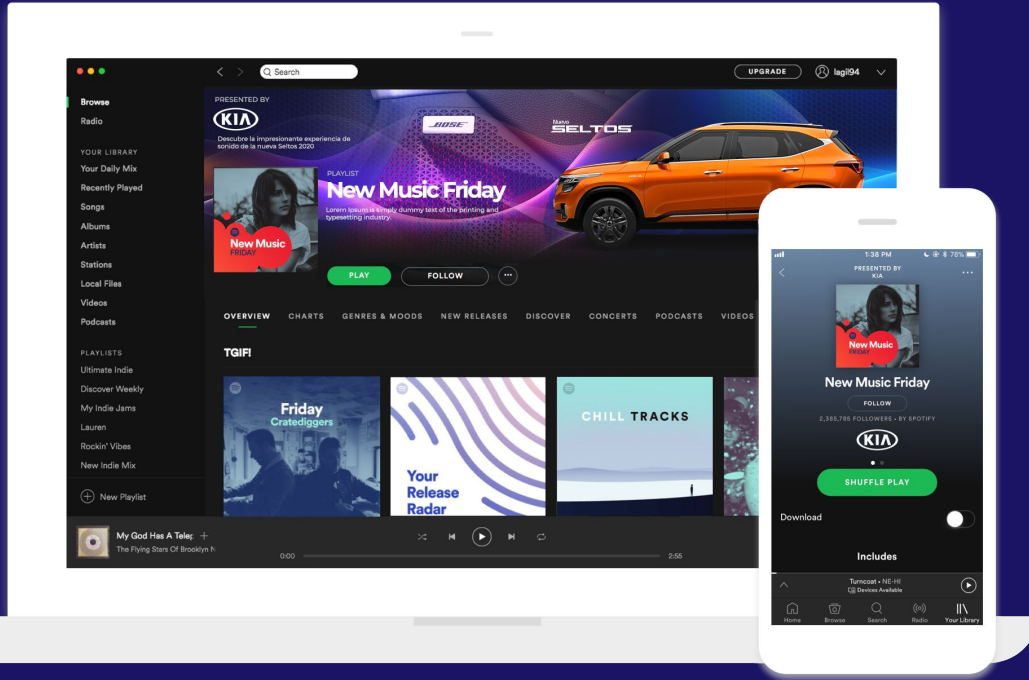 Search
UPGRADE
lagil94
Browse
Radio
YOUR LIBRARY
Your Daily Mix
Recently Played
Songs
Albums
Artists
Stations
Local Files
Videos
Podcasts
PLAYLISTS
Ultimate Indie
Discover Weekly
My Indie Jams
Lauren
Rockin' Vibes
New Indie Mix
New Playlist
PRESENTED BY
KIA
Descubre la impresionante experiencia de
sonido de la nueva Seltos 2020
BOSE
Nuevo
SELTOS
New Music
FRIDAY
PLAYLIST
New Music Friday
Lorem Ipsum is simply dummy text of the printing and
typesetting industry.
PLAY
FOLLOW
OVERVIEW CHARTS GENRES & MOODS NEW RELEASES DISCOVER CONCERTS PODCASTS VIDEOS
TGIF!
Friday
Cratediggers
Your
Release
Radar
CHILL TRACKS
My God Has A Telep
The Flying Stars Of Brooklyn N
0:00
2:55
1:38 PM
76%
PRESENTED BY
KIA
New Music
FRIDAY
New Music Friday
FOLLOW
2,385,765 FOLLOWERS • BY SPOTIFY
KIA
SHUFFLE PLAY
Download
Includes
Turncoat • NE-HI
Devices Available
Home Browse Search Radio Your Library